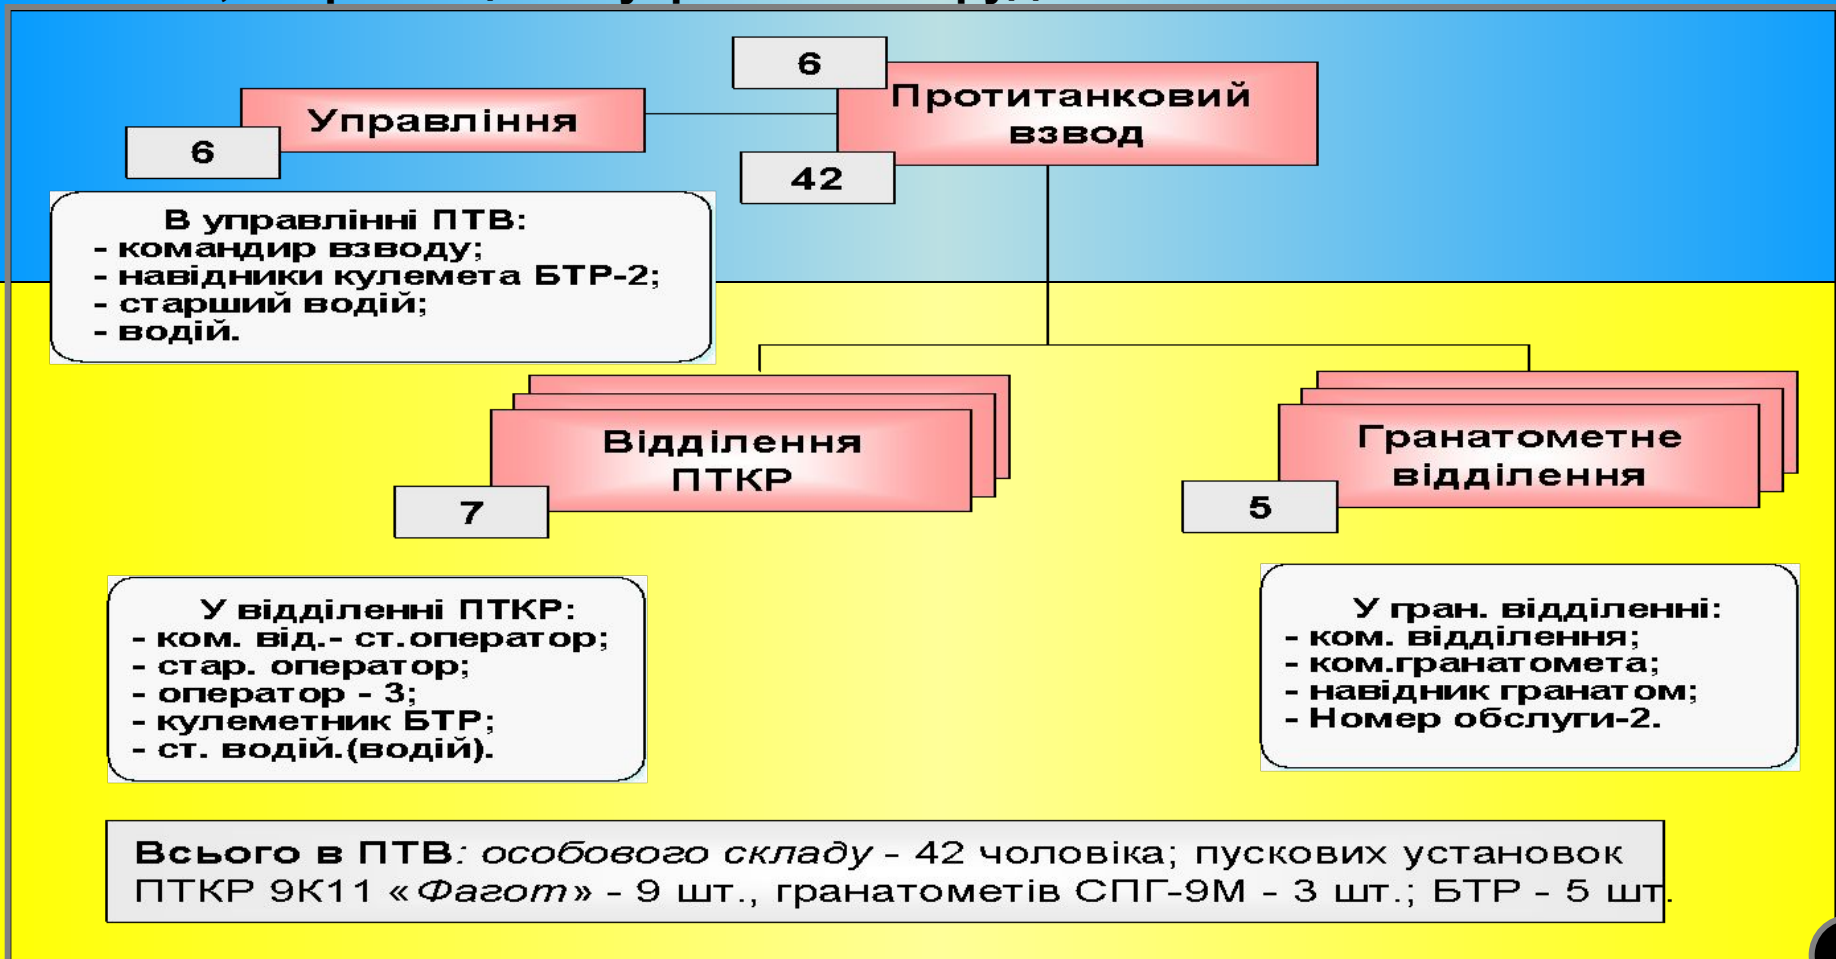 6
Протитанковий
взвод
42
Управління
6
В управлінні ПТВ:
- командир взводу;
- навідники кулемета БТР-2;
- старший водій;
- водій.
Відділення
ПТКР
7
Гранатометне
відділення
5
У відділенні ПТКР:
- ком. від.- ст.оператор;
- стар. оператор;
- оператор - 3;
- кулеметник БТР;
- ст. водій.(водій).
У гран. відділенні:
- ком. відділення;
- ком.гранатомета;
- навідник гранатом;
- Номер обслуги-2.
Всього в ПТВ: особового складу - 42 чоловіка; пускових установок
ПТКР 9К11 «Фагот» - 9 шт., гранатометів СПГ-9М - 3 шт.; БТР - 5 шт.